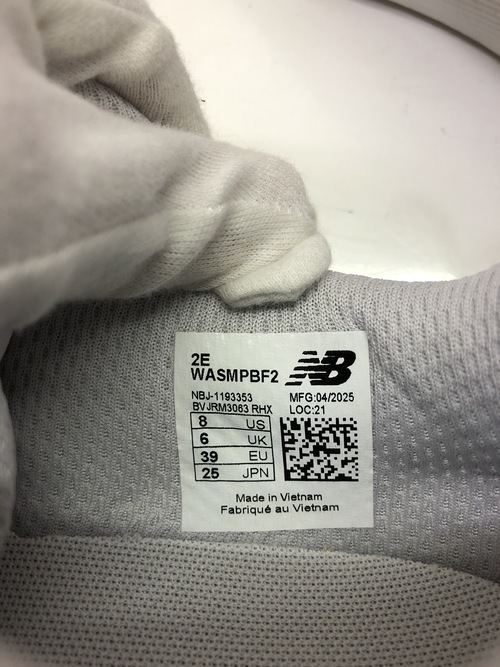 2E
WASMPBF2
NB
NBJ-1193353
BVJRM3063 RHX
MFG:04/2025
LOC:21
8 US
6 UK
39 EU
25 JPN
Made in Vietnam
Fabriqué au Vietnam